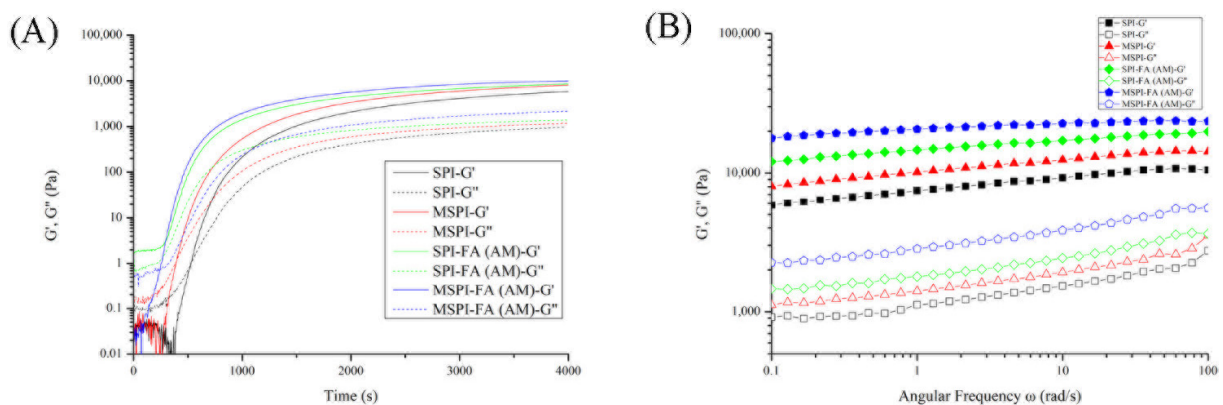 (A)
100,000
10,000
1,000
100
10
1
0.1
0.01
G', G" (Pa)
0
1000
2000
3000
4000
Time (s)
SPI-G'
SPI-G"
MSPI-G'
MSPI-G"
SPI-FA (AM)-G'
SPI-FA (AM)-G"
MSPI-FA (AM)-G'
MSPI-FA (AM)-G"
(B)
100,000
10,000
1,000
G', G" (Pa)
0.1
1
10
100
Angular Frequency ω (rad/s)
SPI-G'
SPI-G"
MSPI-G'
MSPI-G"
SPI-FA (AM)-G'
SPI-FA (AM)-G"
MSPI-FA (AM)-G'
MSPI-FA (AM)-G"